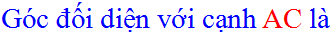 Góc đối diện với cạnh AC là